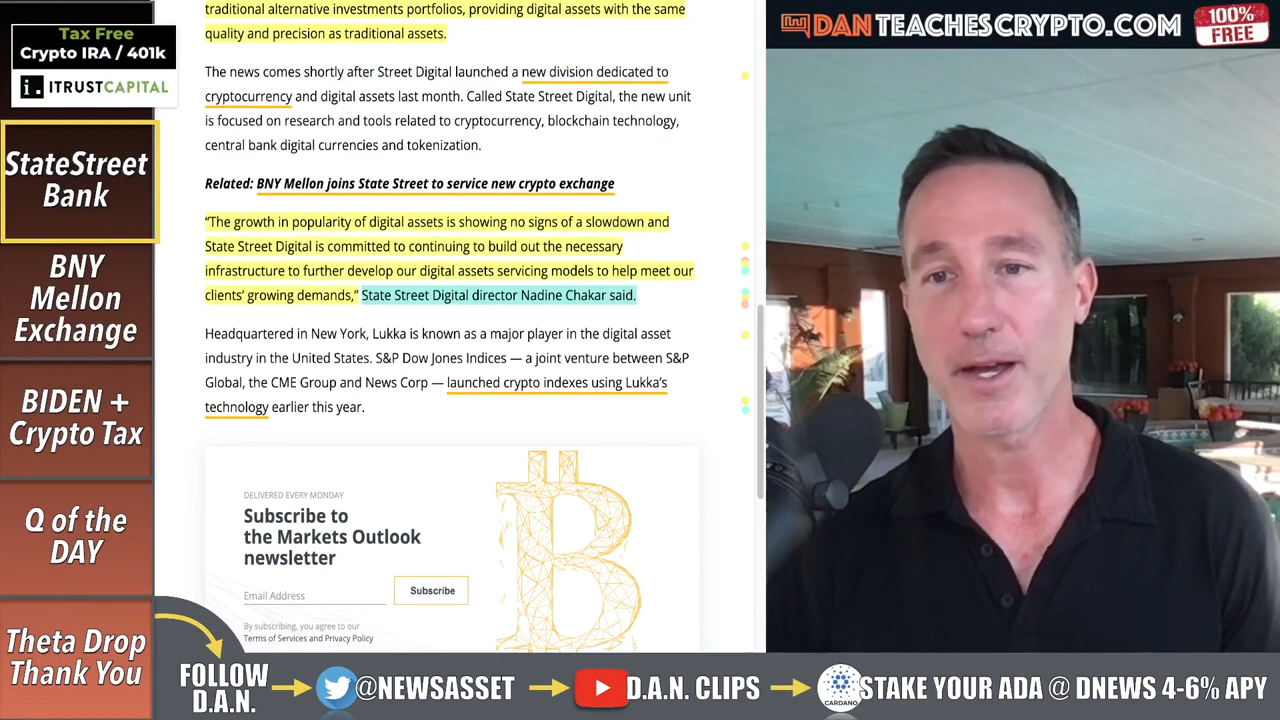 Tax Free
Crypto IRA / 401k
i. ITRUSTCAPITAL
StateStreet
Bank
BNY
Mellon
Exchange
BIDEN +
Crypto Tax
Q of the
DAY
Theta Drop
Thank You
traditional alternative investments portfolios, providing digital assets with the same
quality and precision as traditional assets.
The news comes shortly after Street Digital launched a new division dedicated to
cryptocurrency and digital assets last month. Called State Street Digital, the new unit
is focused on research and tools related to cryptocurrency, blockchain technology,
central bank digital currencies and tokenization.
Related: BNY Mellon joins State Street to service new crypto exchange
“The growth in popularity of digital assets is showing no signs of a slowdown and
State Street Digital is committed to continuing to build out the necessary
infrastructure to further develop our digital assets servicing models to help meet our
clients’ growing demands,” State Street Digital director Nadine Chakar said.
Headquartered in New York, Lukka is known as a major player in the digital asset
industry in the United States. S&P Dow Jones Indices — a joint venture between S&P
Global, the CME Group and News Corp — launched crypto indexes using Lukka’s
technology earlier this year.
DELIVERED EVERY MONDAY
Subscribe to
the Markets Outlook
newsletter
Email Address
Subscribe
By subscribing, you agree to our
Terms of Services and Privacy Policy
DANTEACHESCRYPTO.COM
100%
FREE
FOLLOW
D.A.N.
@NEWSASSET
D.A.N. CLIPS
CARDANO
STAKE YOUR ADA @ DNEWS 4-6% APY